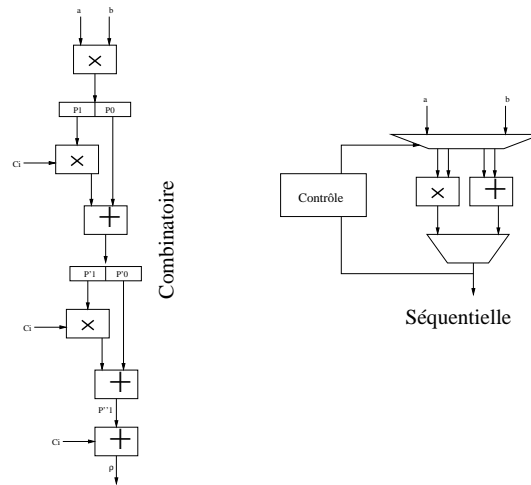 a b
×
P1 P0
Ci
×
+
P'1 P'0
Ci
×
+
P''1
Ci
+
ρ
Combinatoire
a b
Contrôle
× +
Séquentielle